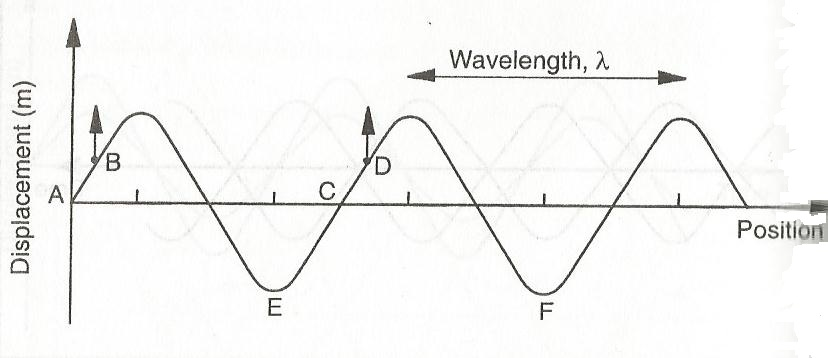 Wavelength, λ
Displacement (m)
A
B
C
D
E
F
Position